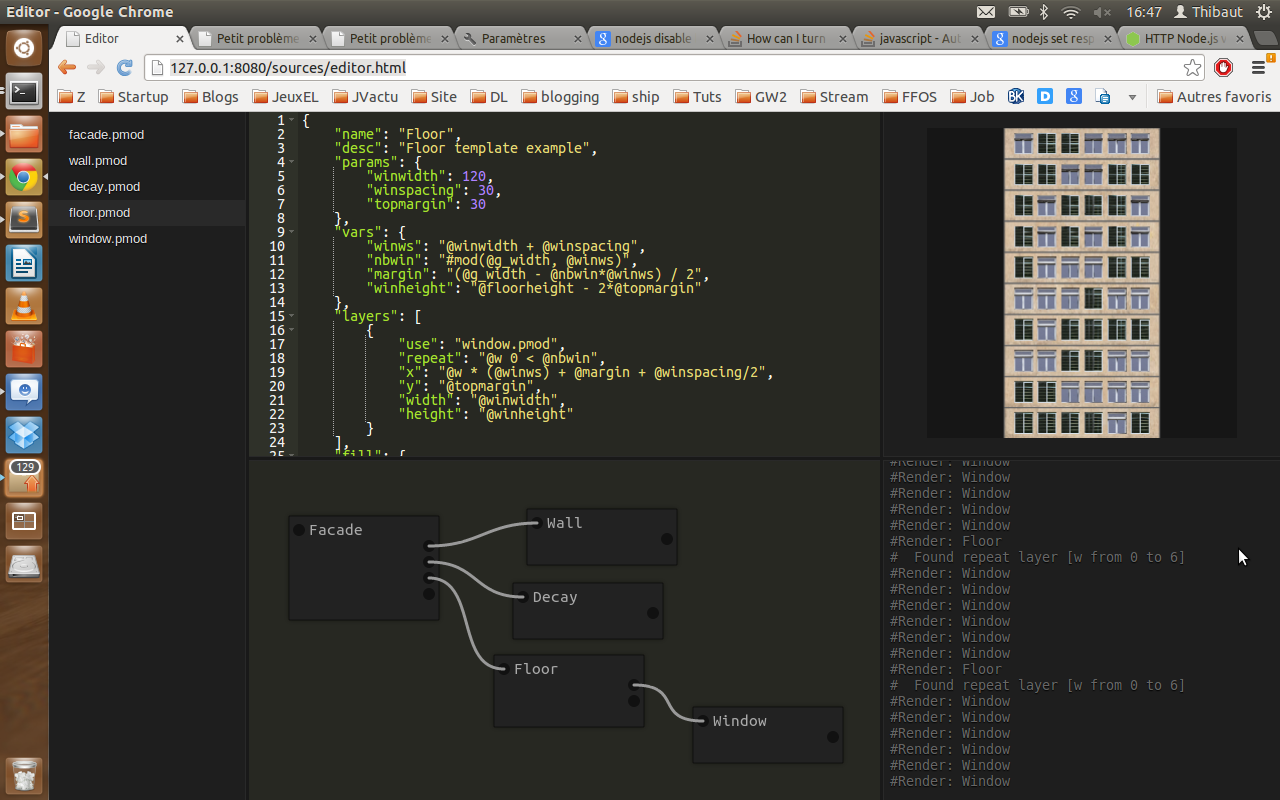 Editor - Google Chrome
16:47
Thibaut
Editor
Petit problème
Petit problème
Paramètres
nodejs disable
How can I turn
javascript - Aut
nodejs set resp
HTTP Node.js v
127.0.0.1:8080/sources/editor.html
Z
Startup
Blogs
JeuxEL
JVactu
Site
DL
blogging
ship
Tuts
GW2
Stream
FFOS
Job
BK
D
g
Autres favoris
facade.pmod
wall.pmod
decay.pmod
floor.pmod
window.pmod
129
1 {
2 "name": "Floor",
3 "desc": "Floor template example",
4 "params": {
5 "winwidth": 120,
6 "winspacing": 30,
7 "topmargin": 30
8 },
9 "vars": {
10 "winws": "@winwidth + @winspacing",
11 "nbwin": "#mod(@g_width, @winws)",
12 "margin": "(@g_width - @nbwin*@winws) / 2",
13 "winheight": "@floorheight - 2*@topmargin"
14 },
15 "layers": [
16 {
17 "use": "window.pmod",
18 "repeat": "@w 0 < @nbwin",
19 "x": "@w * (@winws) + @margin + @winspacing/2",
20 "y": "@topmargin",
21 "width": "@winwidth",
22 "height": "@winheight"
23 }
24 ],
25 "fill": {
Facade
Wall
Decay
Floor
Window
#Render: Window
#Render: Window
#Render: Window
#Render: Window
#Render: Window
#Render: Floor
#  Found repeat layer [w from 0 to 6]
#Render: Window
#Render: Window
#Render: Window
#Render: Window
#Render: Window
#Render: Window
#Render: Floor
#  Found repeat layer [w from 0 to 6]
#Render: Window
#Render: Window
#Render: Window
#Render: Window
#Render: Window
#Render: Window